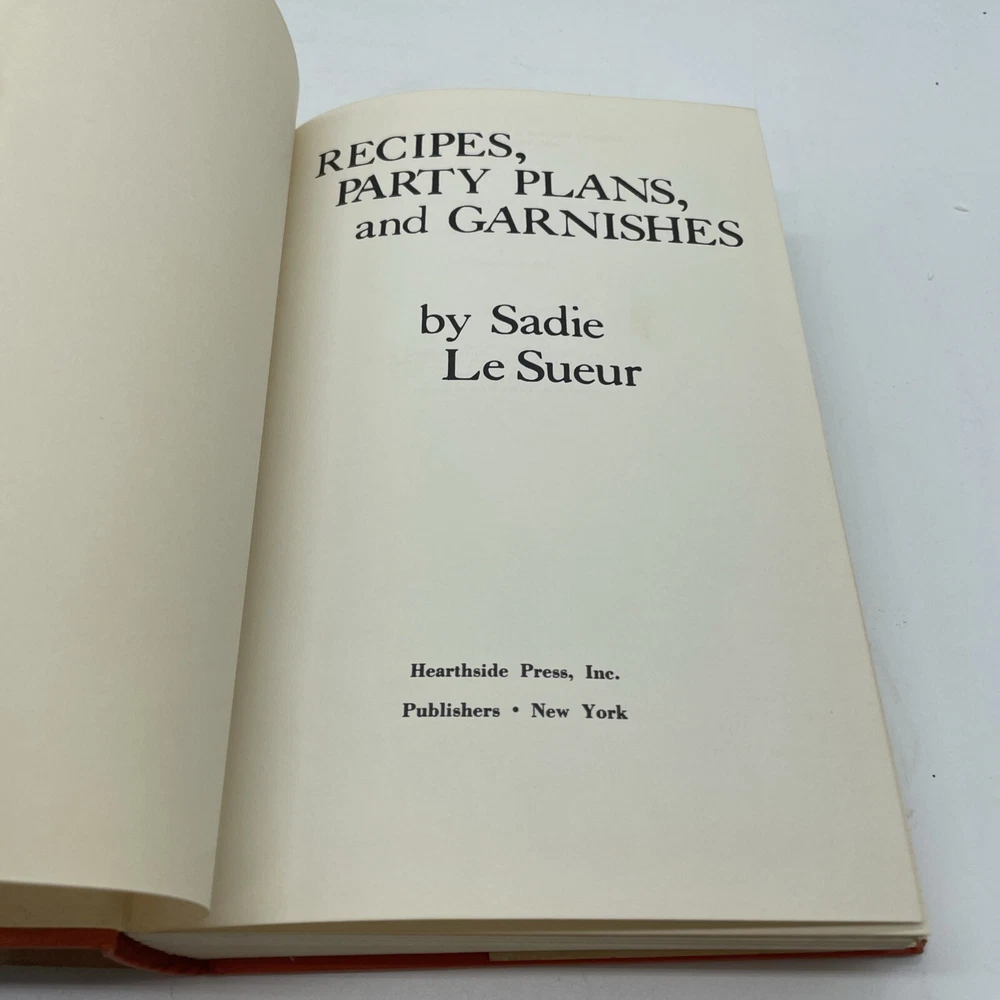 RECIPES,
PARTY PLANS,
and GARNISHES
by Sadie
Le Sueur
Hearthside Press, Inc.
Publishers • New York